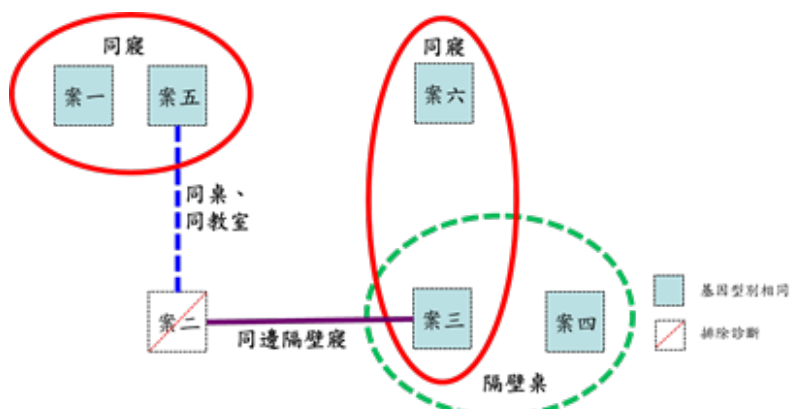 同寢
同寢
案一
案五
案六
同桌、
同教室
案二
同邊隔壁寢
案三
案四
隔壁桌
基因型別相同
排除診斷